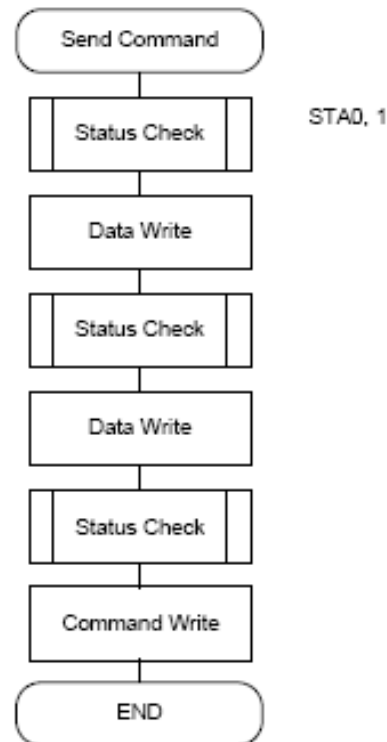 Send Command
Status Check
STA0, 1
Data Write
Status Check
Data Write
Status Check
Command Write
END